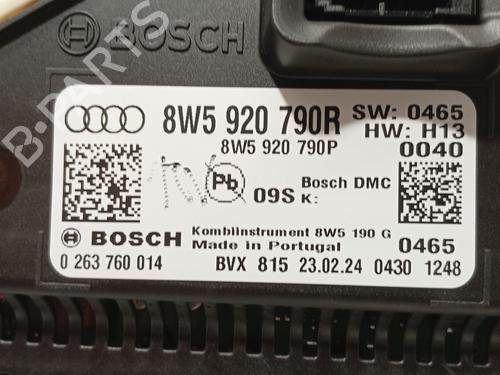 BOSCH
B-PARTS
8W5 920 790R SW: 0465
8W5 920 790P HW: H13
0040
Pb 09S Bosch DMC
K:
BOSCH Kombiinstrument 8W5 190 G
Made in Portugal 0465
0 263 760 014 BVX 815 23.02.24 0430 1248